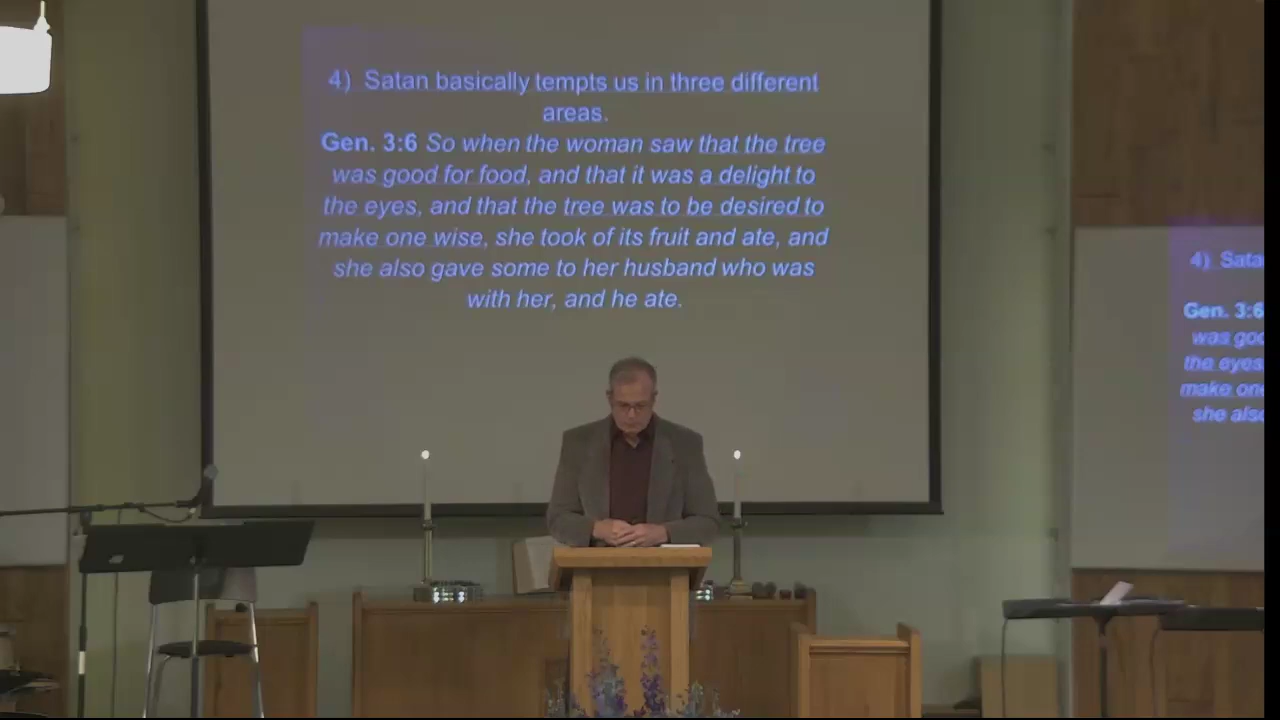 4) Satan basically tempts us in three different
areas.
Gen. 3:6 So when the woman saw that the tree
was good for food, and that it was a delight to
the eyes, and that the tree was to be desired to
make one wise, she took of its fruit and ate, and
she also gave some to her husband who was
with her, and he ate.
4) Sata
Gen. 3:6
was goo
the eyes
make on
she also